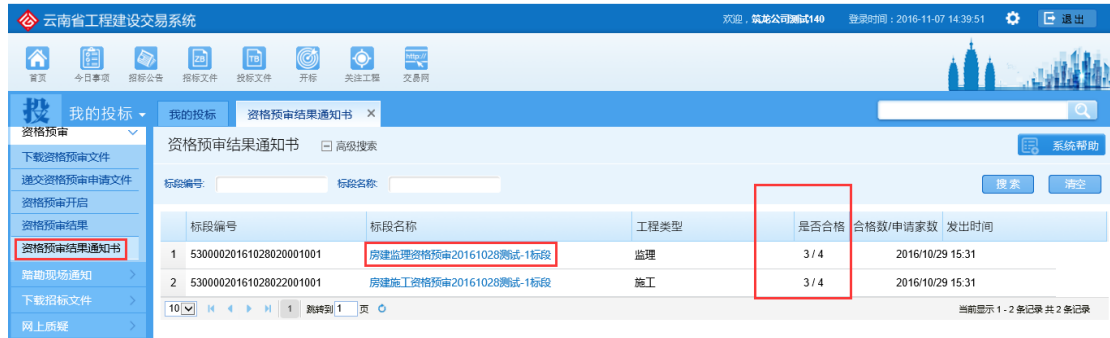 云南省工程建设交易系统
欢迎，筑龙公司测试140 登录时间：2016-11-07 14:39:51 退出
ZB TB http://
首页 今日事项 招标公告 招标文件 投标文件 开标 关注工程 交易网
投 我的投标 我的投标 资格预审结果通知书 ×
资格预审
下载资格预审文件
递交资格预审申请文件
资格预审开启
资格预审结果
资格预审结果通知书
踏勘现场通知
下载招标文件
网上质疑
资格预审结果通知书 高级搜索 系统帮助
标段编号: 标段名称: 搜索 清空
标段编号 标段名称 工程类型 是否合格 合格数/申请家数 发出时间
1 53000020161028020001001 房建监理资格预审20161028测试-1标段 监理 3 / 4 2016/10/29 15:31
2 53000020161028022001001 房建施工资格预审20161028测试-1标段 施工 3 / 4 2016/10/29 15:31
10 1 跳转到 1 页 当前显示 1 - 2 条记录 共 2 条记录